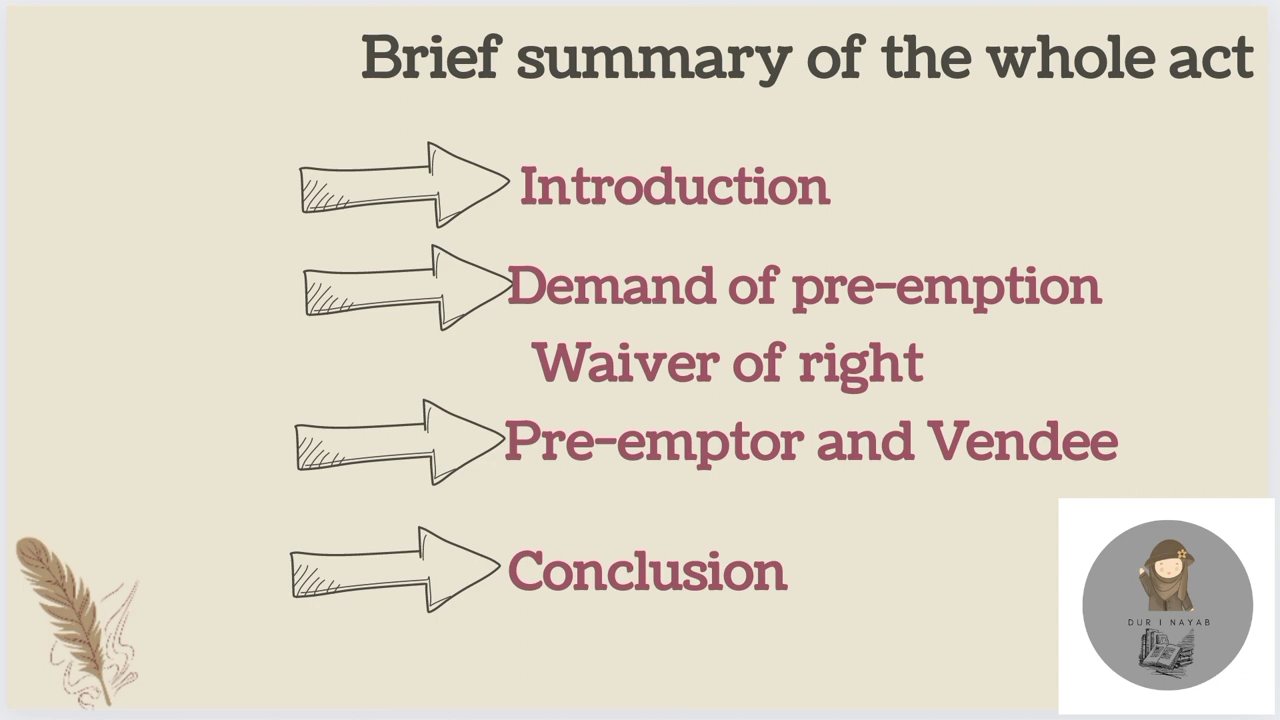 Brief summary of the whole act
Introduction
Demand of pre-emption
Waiver of right
Pre-emptor and Vendee
Conclusion
DUR I NAYAB